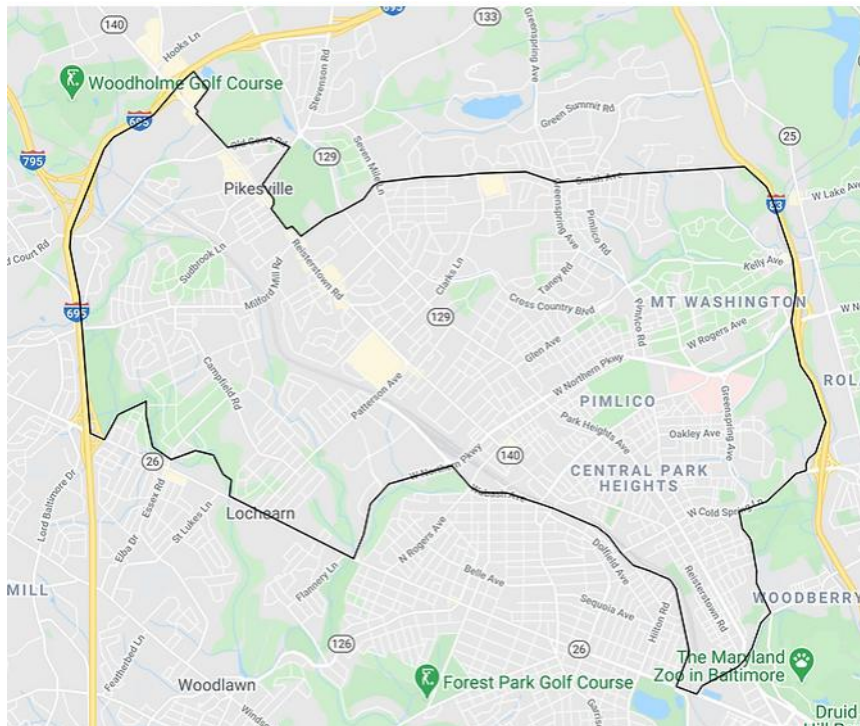 695
133
140
Hooks Ln
Woodholme Golf Course
Stevenson Rd
Greenspring Ave
Green Summit Rd
695
25
795
129
Seven Mile Ln
Smith Ave
Pikesville
83
W Lake Ave
d Court Rd
Sudbrook Ln
Milford Mill Rd
Reisterstown Rd
Clarks Ln
Greenspring Ave
Pimlico Rd
Taney Rd
Kelly Ave
Cross Country Blvd
MT WASHINGTON
695
129
Pimlico Rd
W Rogers Ave
W No
Glen Ave
W Northern Pkwy
Campfield Rd
Patterson Ave
ROL
PIMLICO
Park Heights Ave
Greenspring Ave
Oakley Ave
26
W Northern Pkwy
140
CENTRAL PARK
HEIGHTS
Lord Baltimore Dr
Essex Rd
St Lukes Ln
Elba Dr
Lochearn
W Cold Spring Ln
N Rogers Ave
Dolfield Ave
Flannery Ln
Belle Ave
Reisterstown Rd
MILL
WOODBERRY
Sequoia Ave
Hilton Rd
126
26
Featherbed Ln
The Maryland
Zoo in Baltimore
Woodlawn
Forest Park Golf Course
Druid